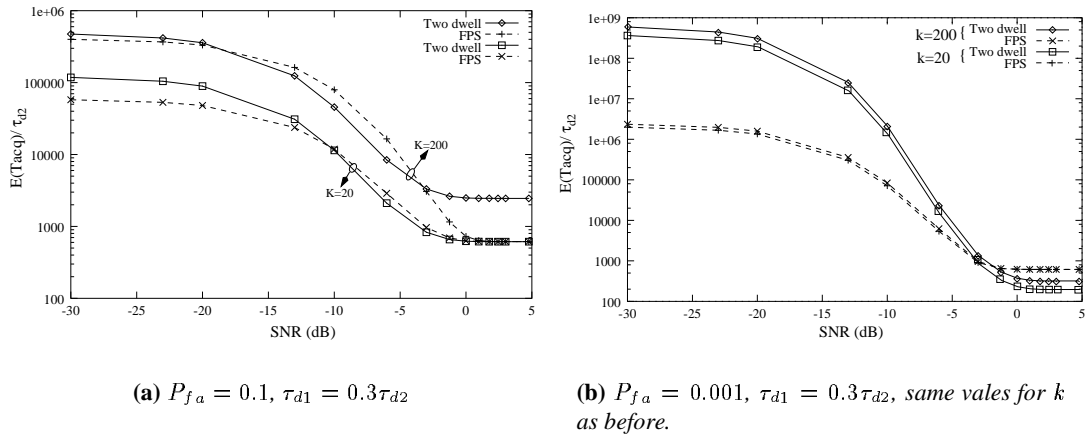 1e+06
100000
10000
1000
100
E(Tacq)/ τd2
-30 -25 -20 -15 -10 -5 0 5
SNR (dB)
Two dwell
FPS
Two dwell
FPS
K=200
K=20
1e+09
1e+08
1e+07
1e+06
100000
10000
1000
100
E(Tacq)/ τd2
-30 -25 -20 -15 -10 -5 0 5
SNR (dB)
k=200 { Two dwell
FPS
k=20 { Two dwell
FPS
(a) Pfa = 0.1, τd1 = 0.3τd2
(b) Pfa = 0.001, τd1 = 0.3τd2, same vales for k
as before.